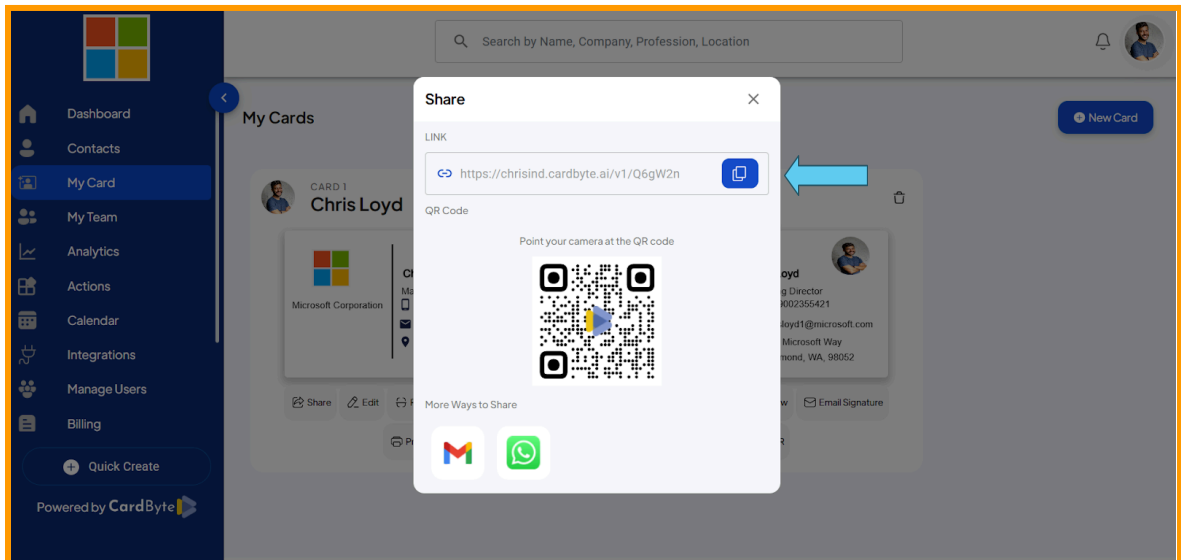 Search by Name, Company, Profession, Location
Dashboard
Contacts
My Card
My Team
Analytics
Actions
Calendar
Integrations
Manage Users
Billing
Quick Create
Powered by CardByte
My Cards
New Card
CARD 1
Chris Loyd
Microsoft Corporation
Share
Edit
Email Signature
oyd
g Director
9002355421
loyd1@microsoft.com
Microsoft Way
mond, WA, 98052
Share
LINK
https://chrisind.cardbyte.ai/v1/Q6gW2n
QR Code
Point your camera at the QR code
More Ways to Share